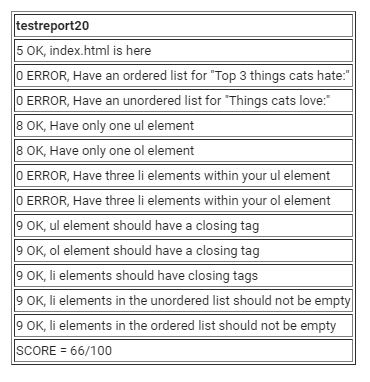 testreport20
5 OK, index.html is here
0 ERROR, Have an ordered list for "Top 3 things cats hate:"
0 ERROR, Have an unordered list for "Things cats love:"
8 OK, Have only one ul element
8 OK, Have only one ol element
0 ERROR, Have three li elements within your ul element
0 ERROR, Have three li elements within your ol element
9 OK, ul element should have a closing tag
9 OK, ol element should have a closing tag
9 OK, li elements should have closing tags
9 OK, li elements in the unordered list should not be empty
9 OK, li elements in the ordered list should not be empty
SCORE = 66/100